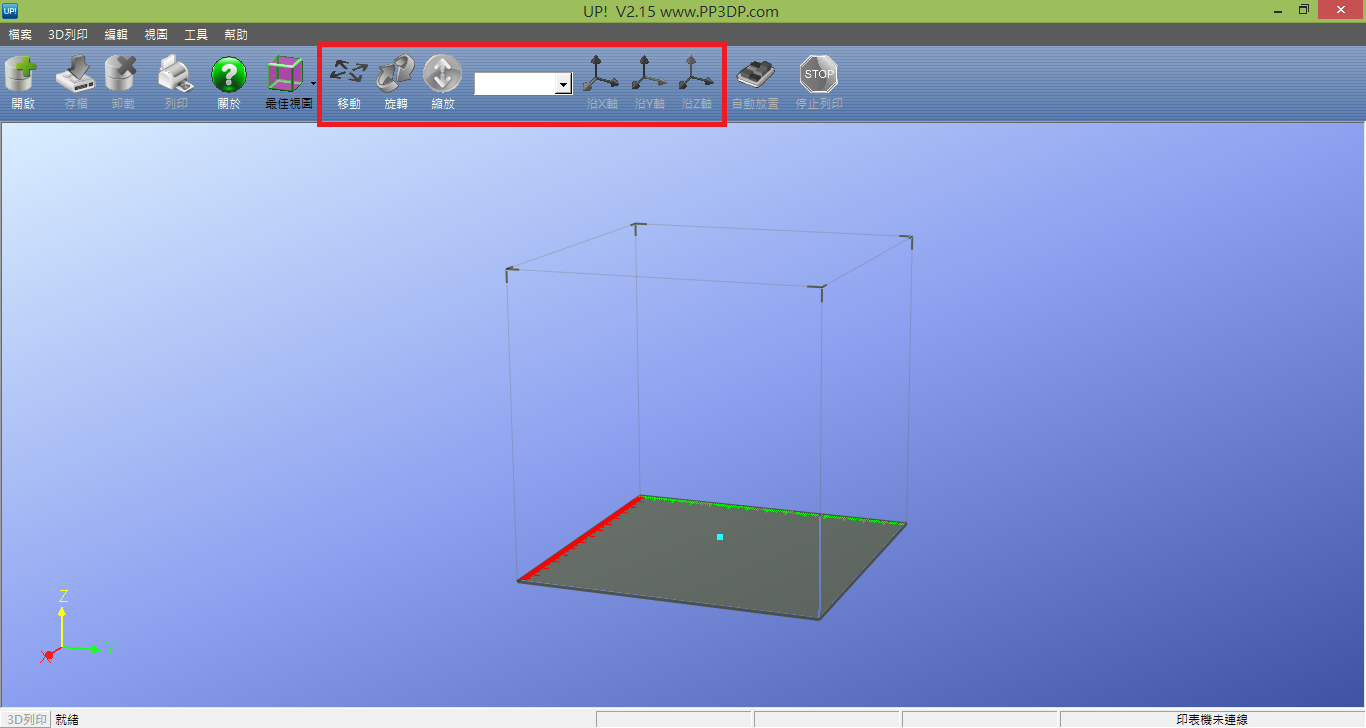 UP! UP! V2.15 www.PP3DP.com
檔案 3D列印 編輯 視圖 工具 幫助
STOP
開啟 存檔 卸載 列印 關於 最佳視圖 移動 旋轉 縮放 沿X軸 沿Y軸 沿Z軸 自動放置 停止列印
Z
X Y
3D列印 就緒 印表機未連線